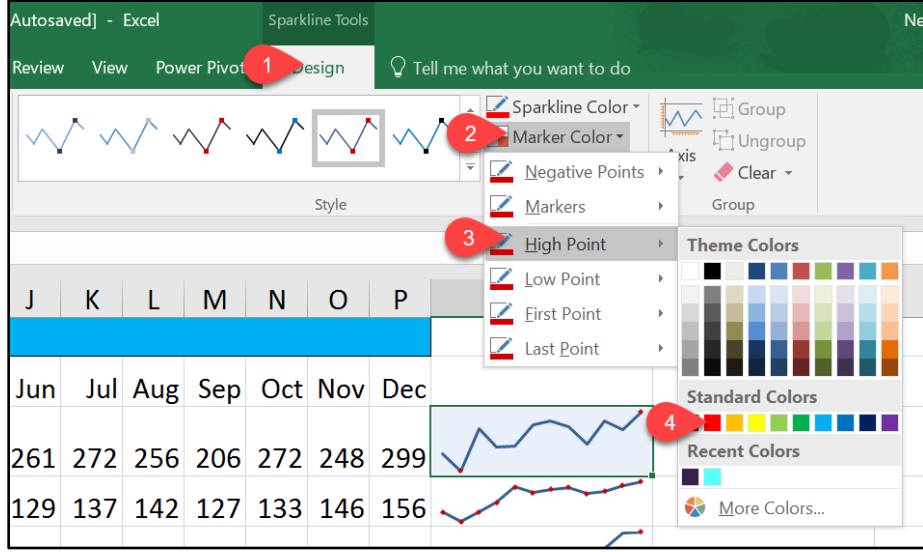 Autosaved] - Excel
Sparkline Tools
Ne
Review View Power Pivot
1
esign
Tell me what you want to do
Sparkline Color
2
Marker Color
Axis
Group
Ungroup
Clear
Style
Group
Negative Points
Markers
3
High Point
Low Point
First Point
Last Point
Theme Colors
Standard Colors
4
Recent Colors
More Colors...
J K L M N O P
Jun Jul Aug Sep Oct Nov Dec
261 272 256 206 272 248 299
129 137 142 127 133 146 156